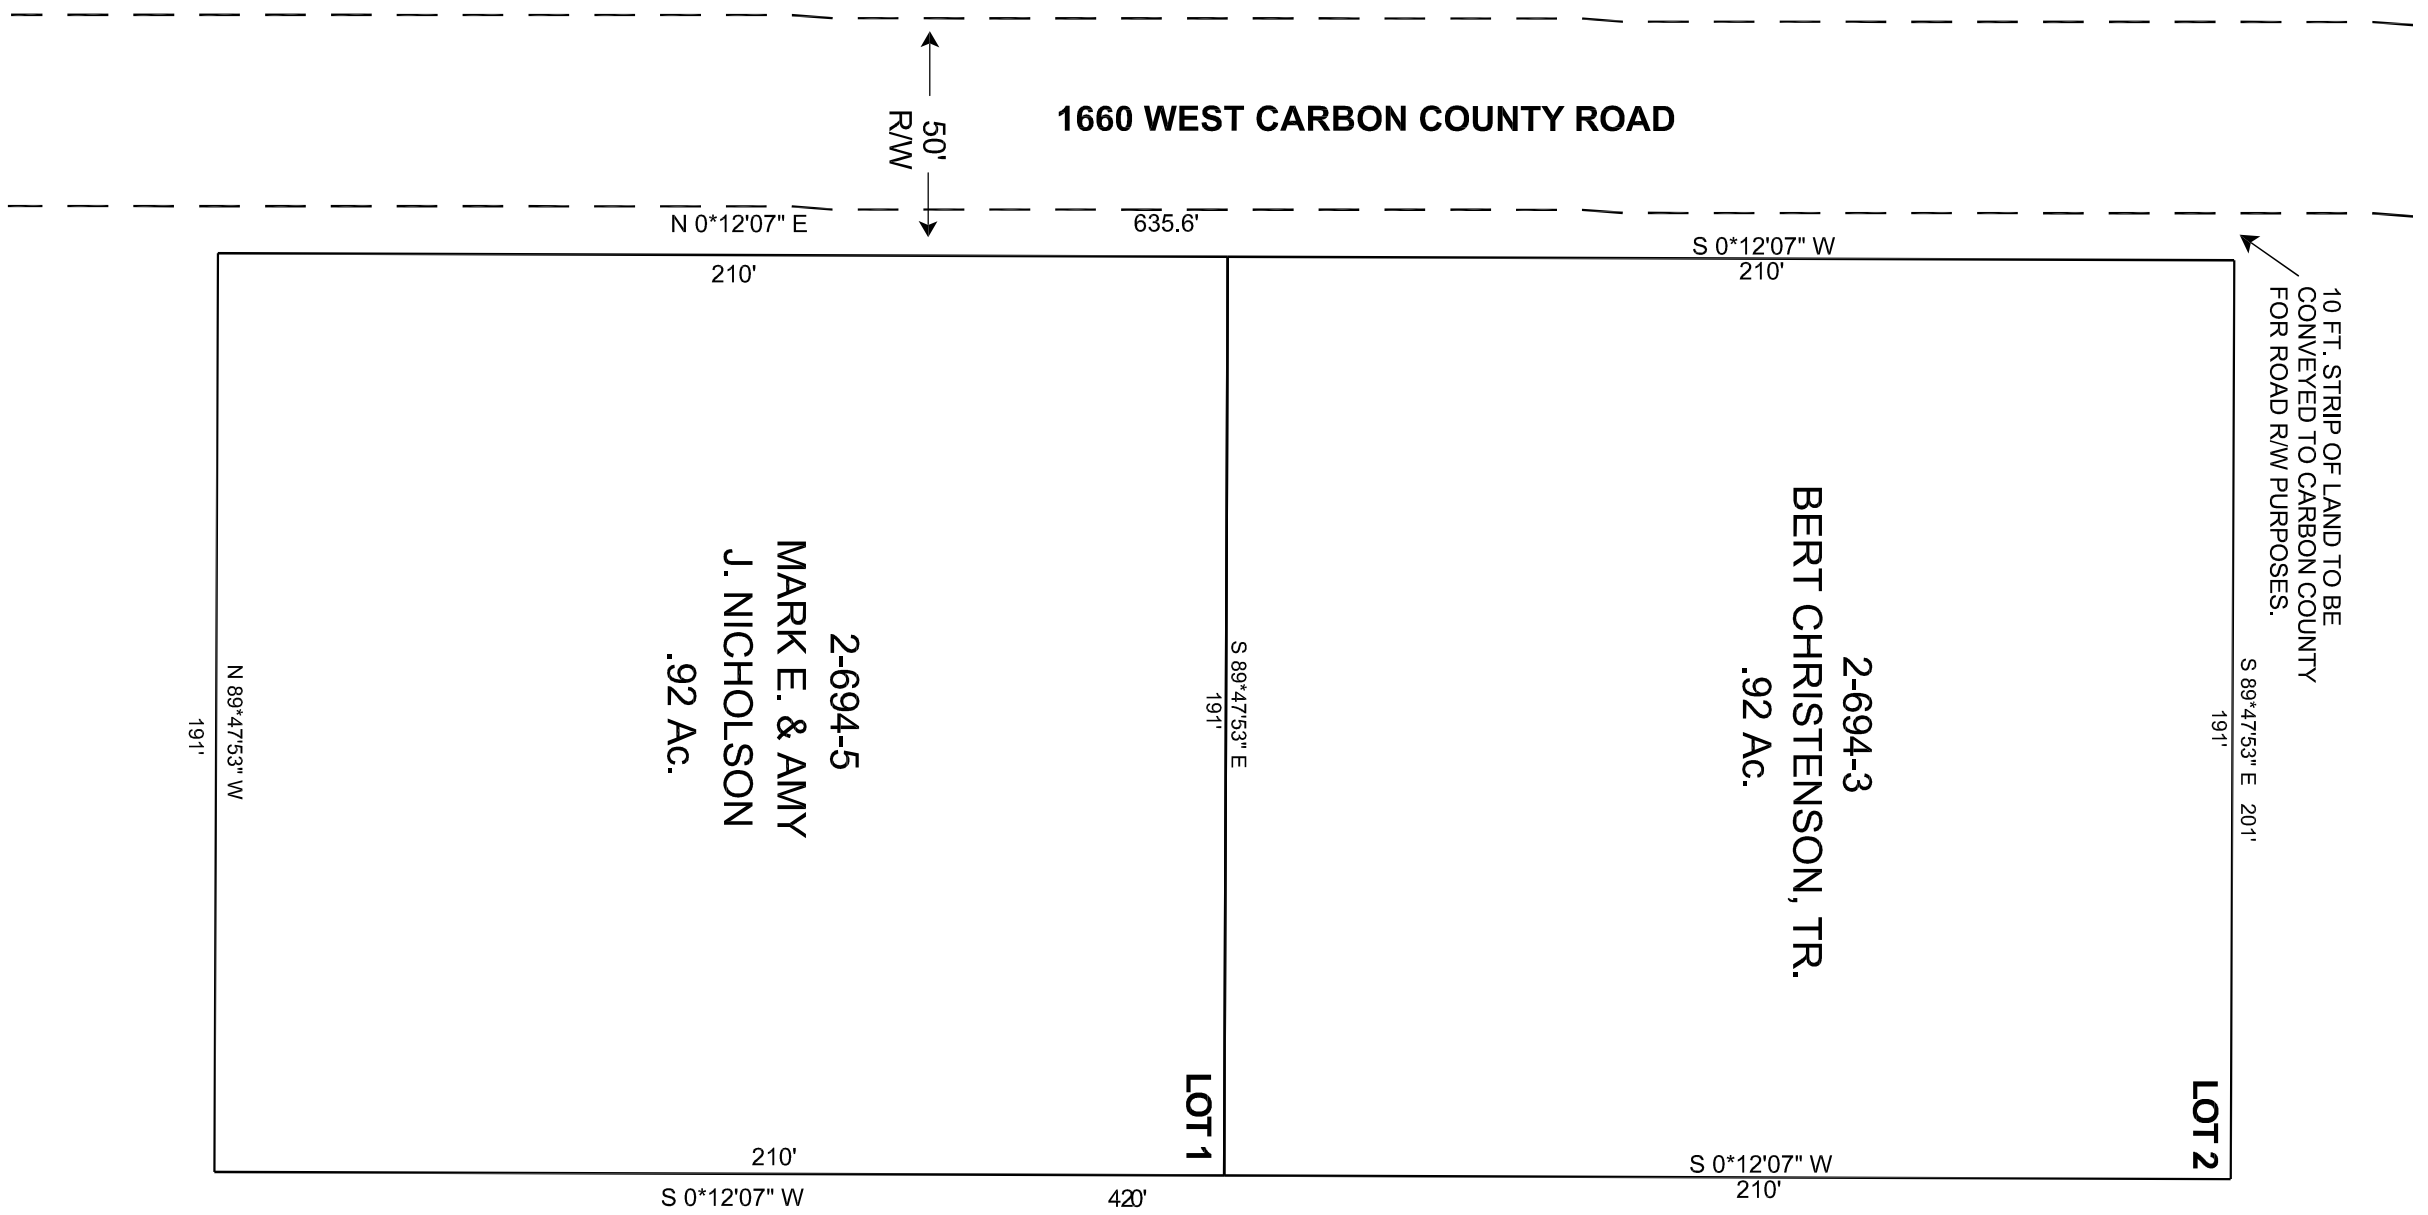 1660 WEST CARBON COUNTY ROAD
50'
R/W
N 0*12'07" E
635.6'
S 0*12'07" W
210'
210'
10 FT. STRIP OF LAND TO BE
CONVEYED TO CARBON COUNTY
FOR ROAD R/W PURPOSES.
2-694-5
MARK E. & AMY
J. NICHOLSON
.92 Ac.
2-694-3
BERT CHRISTENSON, TR.
.92 Ac.
N 89*47'53" W
191'
S 89*47'53" E
191'
S 89*47'53" E 201'
191'
LOT 1
LOT 2
210'
S 0*12'07" W
420'
S 0*12'07" W
210'